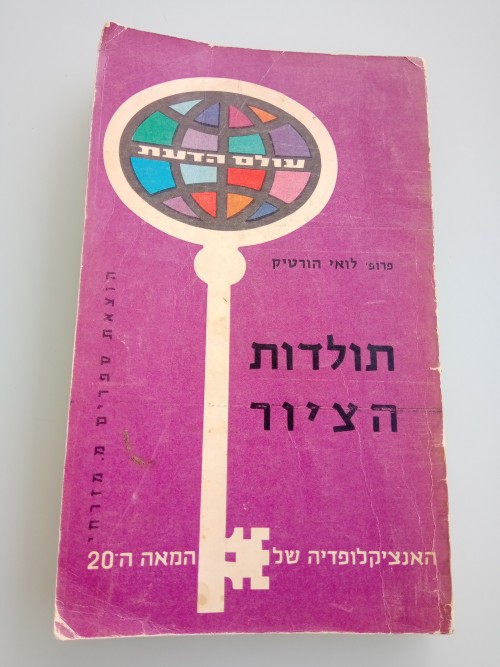 עולם הדעת
פרופ׳ לואי הורטיק
תולדות
הציור
הוצאת ספרים מ. מזרחי
האנציקלופדיה של המאה ה־20